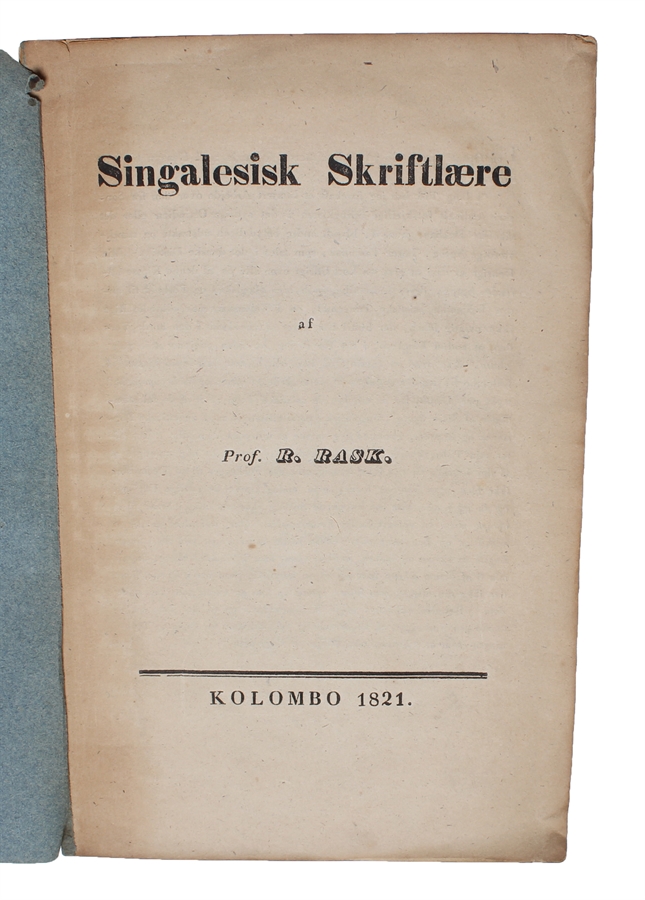 Singalesisk Skriftlære
af
Prof. R. RASK.
KOLOMBO 1821.